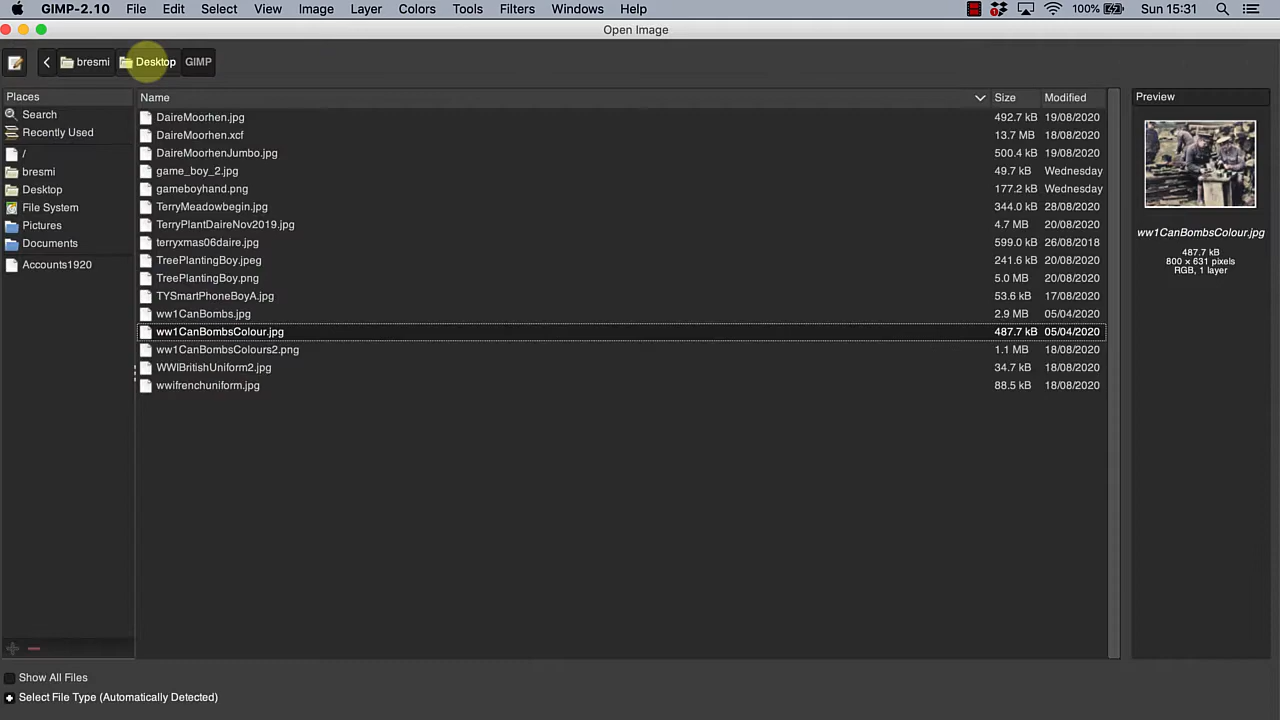 GIMP-2.10 File Edit Select View Image Layer Colors Tools Filters Windows Help 100% Sun 15:31
Open Image
bresmi Desktop GIMP
Places Name Size Modified Preview
Search
Recently Used
/
bresmi
Desktop
File System
Pictures
Documents
Accounts1920
DaireMoorhen.jpg 492.7 kB 19/08/2020
DaireMoorhen.xcf 13.7 MB 18/08/2020
DaireMoorhenJumbo.jpg 500.4 kB 19/08/2020
game_boy_2.jpg 49.7 kB Wednesday
gameboyhand.png 177.2 kB Wednesday
TerryMeadowbegin.jpg 344.0 kB 28/08/2020
TerryPlantDaireNov2019.jpg 4.7 MB 20/08/2020
terryxmas06daire.jpg 599.0 kB 26/08/2018
TreePlantingBoy.jpeg 241.6 kB 20/08/2020
TreePlantingBoy.png 5.0 MB 20/08/2020
TYSmartPhoneBoyA.jpg 53.6 kB 17/08/2020
ww1CanBombs.jpg 2.9 MB 05/04/2020
ww1CanBombsColour.jpg 487.7 kB 05/04/2020
ww1CanBombsColours2.png 1.1 MB 18/08/2020
WWIBritishUniform2.jpg 34.7 kB 18/08/2020
wwifrenchuniform.jpg 88.5 kB 18/08/2020
ww1CanBombsColour.jpg
487.7 kB
800 × 631 pixels
RGB, 1 layer
Show All Files
Select File Type (Automatically Detected)